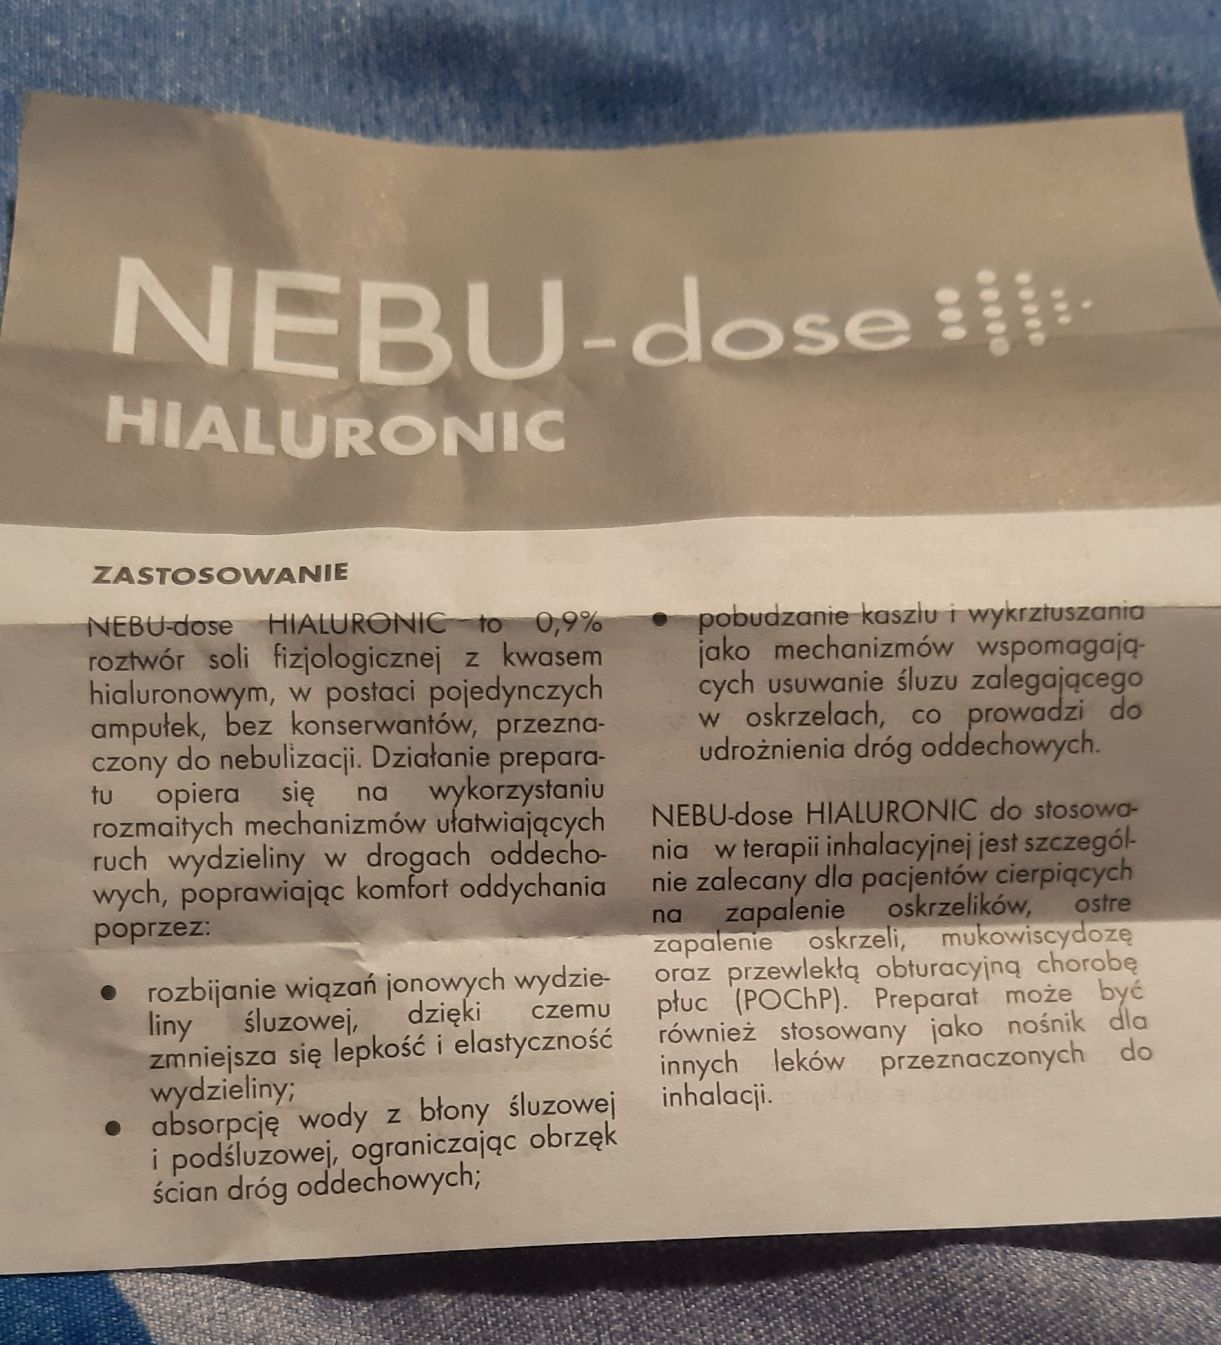 NEBU-dose
HIALURONIC
ZASTOSOWANIE
NEBU-dose HIALURONIC to 0,9%
roztwór soli fizjologicznej z kwasem
hialuronowym, w postaci pojedynczych
ampułek, bez konserwantów, przezna-
czony do nebulizacji. Działanie prepara-
tu opiera się na wykorzystaniu
rozmaitych mechanizmów ułatwiających
ruch wydzieliny w drogach oddecho-
wych, poprawiając komfort oddychania
poprzez:
• rozbijanie wiązań jonowych wydzie-
liny śluzowej, dzięki czemu
zmniejsza się lepkość i elastyczność
wydzieliny;
• absorpcję wody z błony śluzowej
i podśluzowej, ograniczając obrzęk
ścian dróg oddechowych;
• pobudzanie kaszlu i wykrztuszania
jako mechanizmów wspomagają-
cych usuwanie śluzu zalegającego
w oskrzelach, co prowadzi do
udrożnienia dróg oddechowych.
NEBU-dose HIALURONIC do stosowa-
nia w terapii inhalacyjnej jest szczegól-
nie zalecany dla pacjentów cierpiących
na zapalenie oskrzelików, ostre
zapalenie oskrzeli, mukowiscydozę
oraz przewlekłą obturacyjną chorobę
płuc (POChP). Preparat może być
również stosowany jako nośnik dla
innych leków przeznaczonych do
inhalacji.